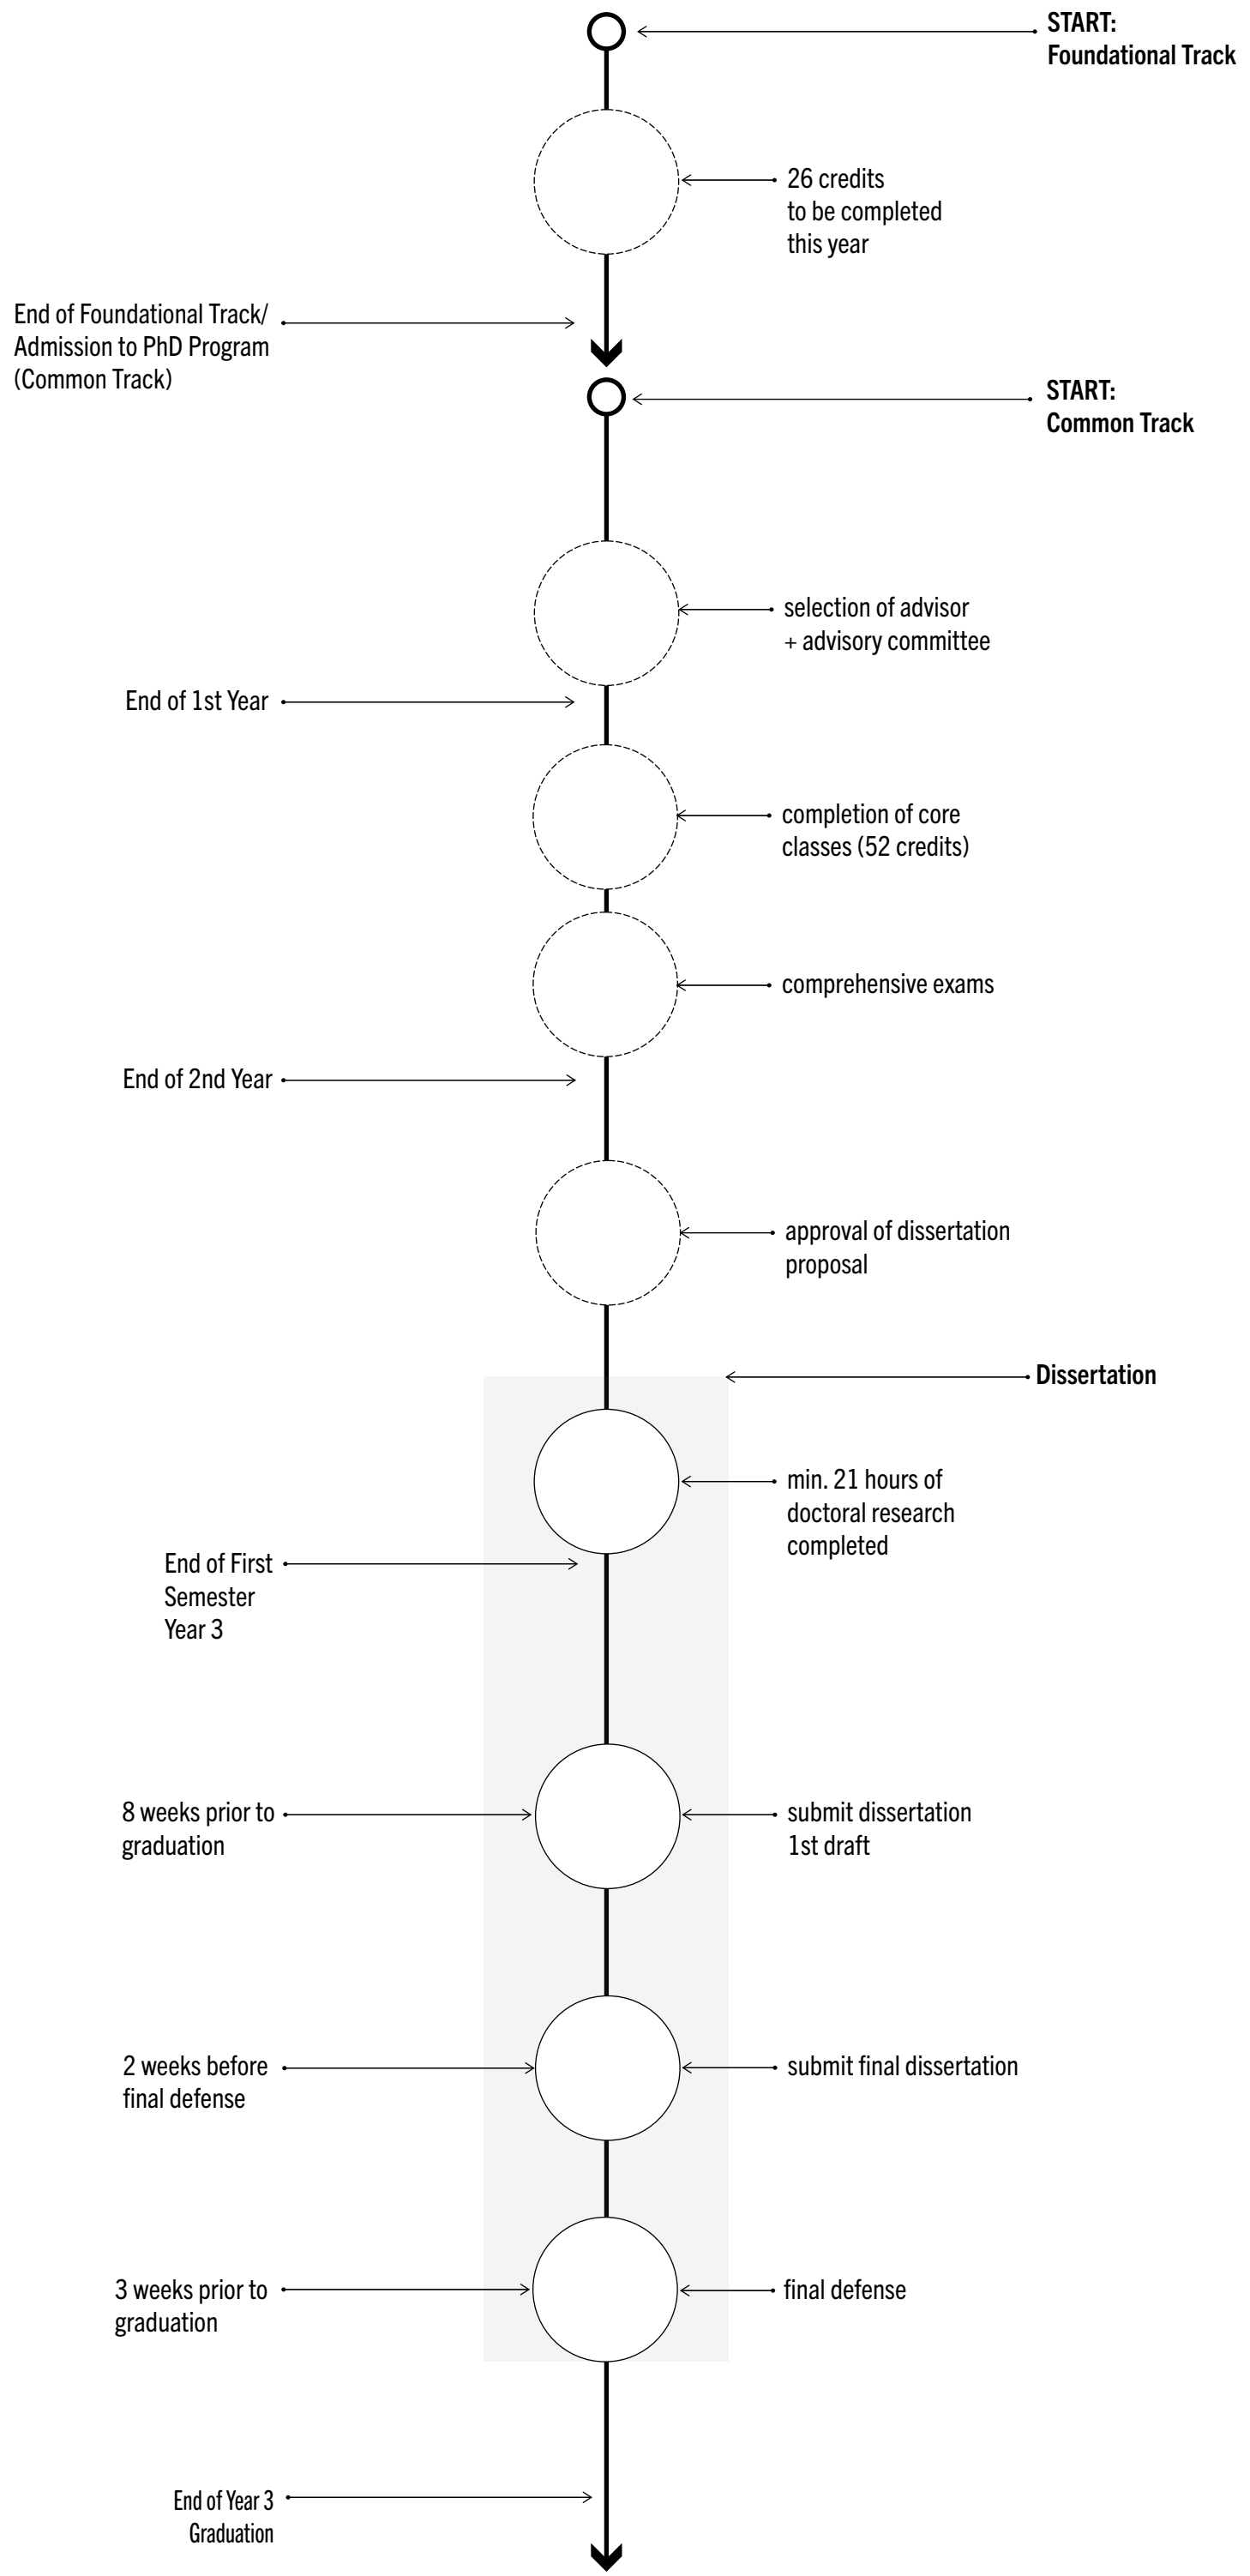 START:
Foundational Track
26 credits
to be completed
this year
End of Foundational Track/
Admission to PhD Program
(Common Track)
START:
Common Track
selection of advisor
+ advisory committee
End of 1st Year
completion of core
classes (52 credits)
comprehensive exams
End of 2nd Year
approval of dissertation
proposal
Dissertation
min. 21 hours of
doctoral research
completed
End of First
Semester
Year 3
8 weeks prior to
graduation
submit dissertation
1st draft
2 weeks before
final defense
submit final dissertation
3 weeks prior to
graduation
final defense
End of Year 3
Graduation